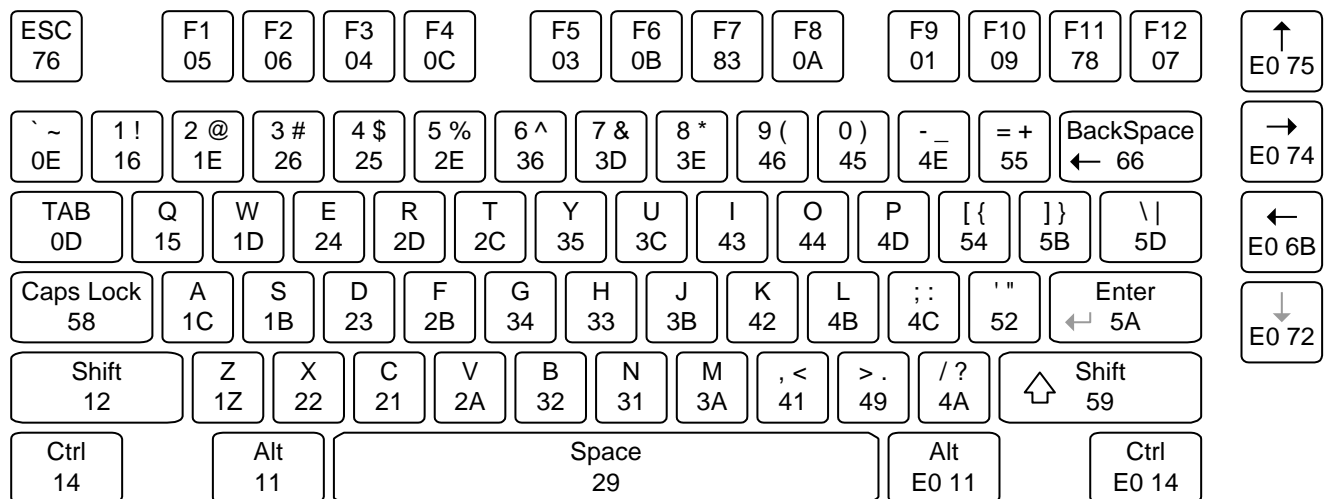 ESC F1 F2 F3 F4 F5 F6 F7 F8 F9 F10 F11 F12 ↑
76 05 06 04 0C 03 0B 83 0A 01 09 78 07 E0 75
` ~ 1 ! 2 @ 3 # 4 $ 5 % 6 ^ 7 & 8 * 9 ( 0 ) - _ = + BackSpace →
0E 16 1E 26 25 2E 36 3D 3E 46 45 4E 55 ← 66 E0 74
TAB Q W E R T Y U I O P [ { ] } \ | ←
0D 15 1D 24 2D 2C 35 3C 43 44 4D 54 5B 5D E0 6B
Caps Lock A S D F G H J K L ; : ' " Enter ↓
58 1C 1B 23 2B 34 33 3B 42 4B 4C 52 ↵ 5A E0 72
Shift Z X C V B N M , < > . / ? ⇧ Shift
12 1Z 22 21 2A 32 31 3A 41 49 4A 59
Ctrl Alt Space Alt Ctrl
14 11 29 E0 11 E0 14